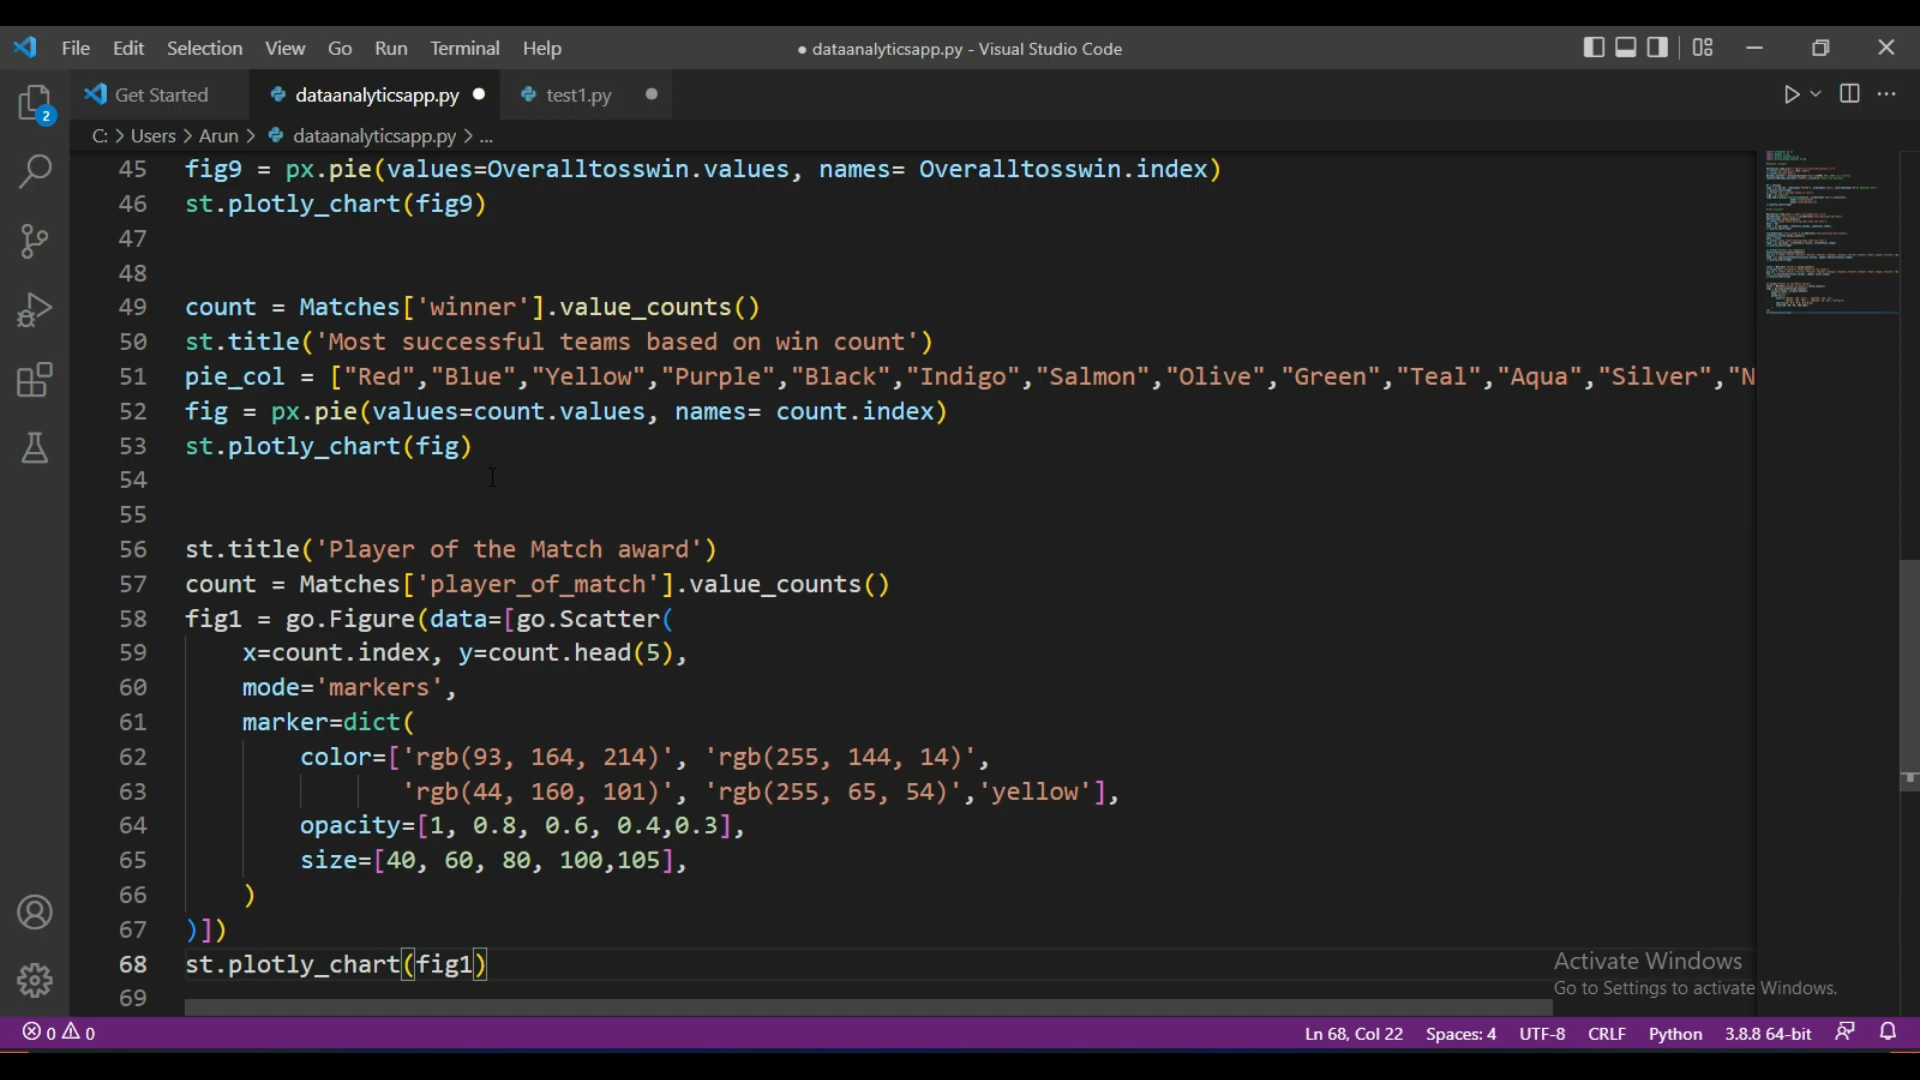 File Edit Selection View Go Run Terminal Help
● dataanalyticsapp.py - Visual Studio Code
Get Started
dataanalyticsapp.py ●
test1.py ●
C: > Users > Arun > dataanalyticsapp.py > ...
2
45 fig9 = px.pie(values=Overalltosswin.values, names= Overalltosswin.index)
46 st.plotly_chart(fig9)
47
48
49 count = Matches['winner'].value_counts()
50 st.title('Most successful teams based on win count')
51 pie_col = ["Red","Blue","Yellow","Purple","Black","Indigo","Salmon","Olive","Green","Teal","Aqua","Silver","N
52 fig = px.pie(values=count.values, names= count.index)
53 st.plotly_chart(fig)
54
55
56 st.title('Player of the Match award')
57 count = Matches['player_of_match'].value_counts()
58 fig1 = go.Figure(data=[go.Scatter(
59 x=count.index, y=count.head(5),
60 mode='markers',
61 marker=dict(
62 color=['rgb(93, 164, 214)', 'rgb(255, 144, 14)',
63 'rgb(44, 160, 101)', 'rgb(255, 65, 54)','yellow'],
64 opacity=[1, 0.8, 0.6, 0.4,0.3],
65 size=[40, 60, 80, 100,105],
66 )
67 )])
68 st.plotly_chart(fig1)
69
Activate Windows
Go to Settings to activate Windows.
0 0
Ln 68, Col 22 Spaces: 4 UTF-8 CRLF Python 3.8.8 64-bit